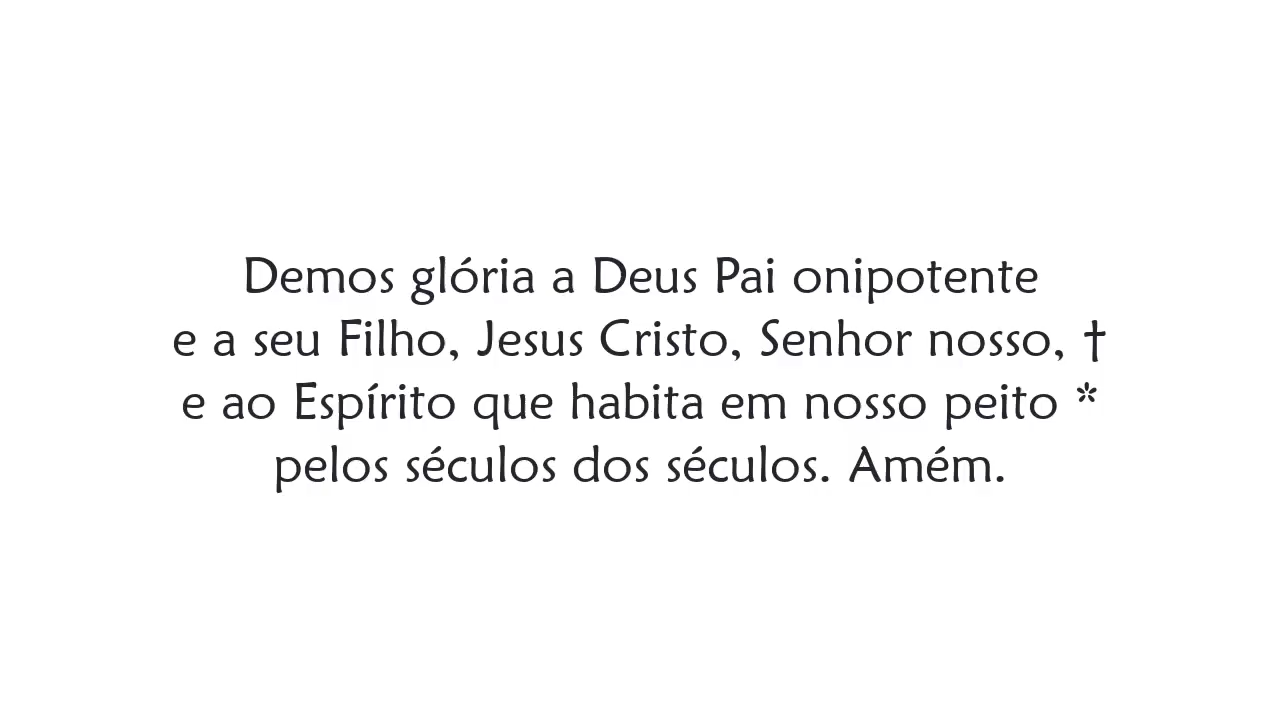 Demos glória a Deus Pai onipotente
e a seu Filho, Jesus Cristo, Senhor nosso, †
e ao Espírito que habita em nosso peito *
pelos séculos dos séculos. Amém.